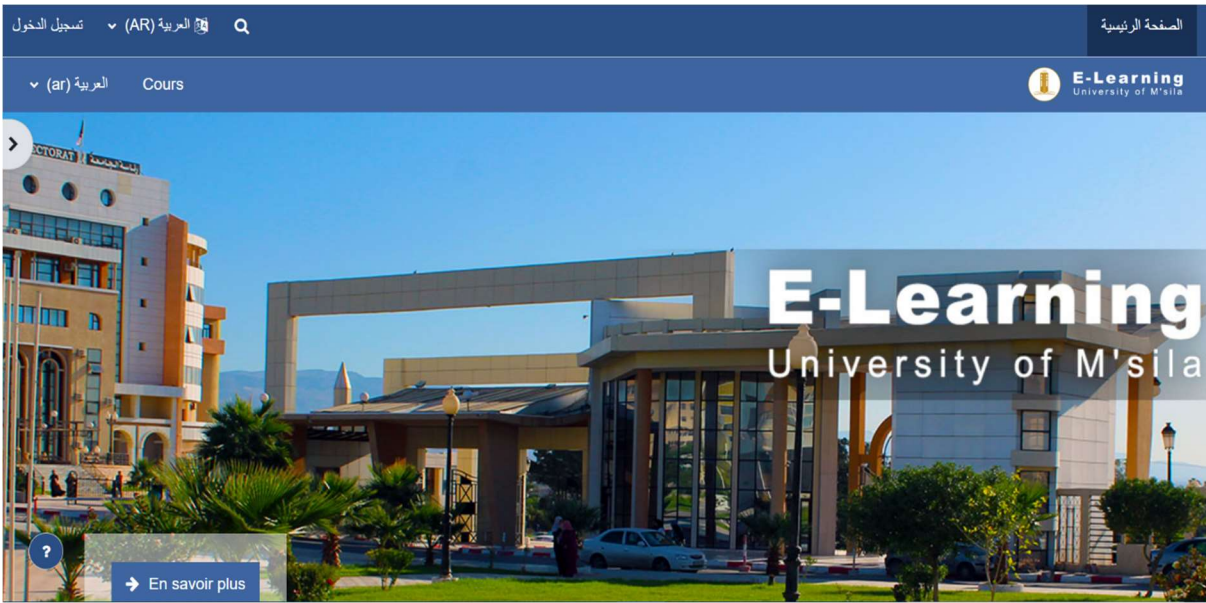 الصفحة الرئيسية
العربية (AR)
تسجيل الدخول
E-Learning
University of M'sila
Cours
العربية (ar)
E-Learning
University of M'sila
?
En savoir plus